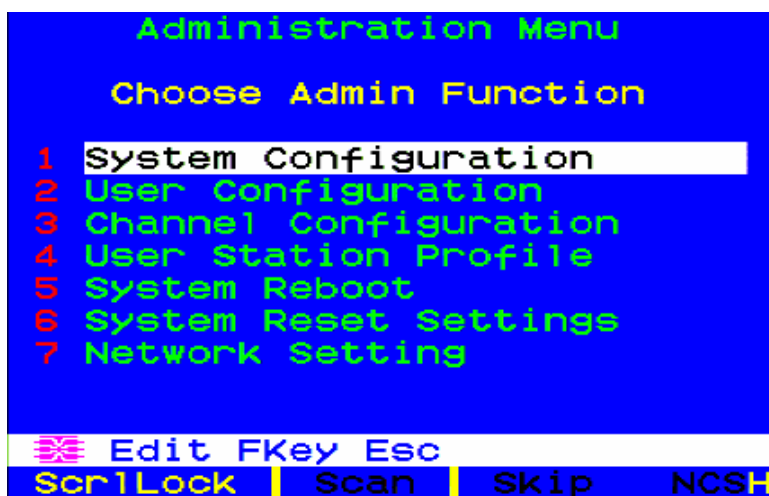 Administration Menu
Choose Admin Function
1 System Configuration
2 User Configuration
3 Channel Configuration
4 User Station Profile
5 System Reboot
6 System Reset Settings
7 Network Setting
Edit FKey Esc
ScrlLock Scan Skip NCSH